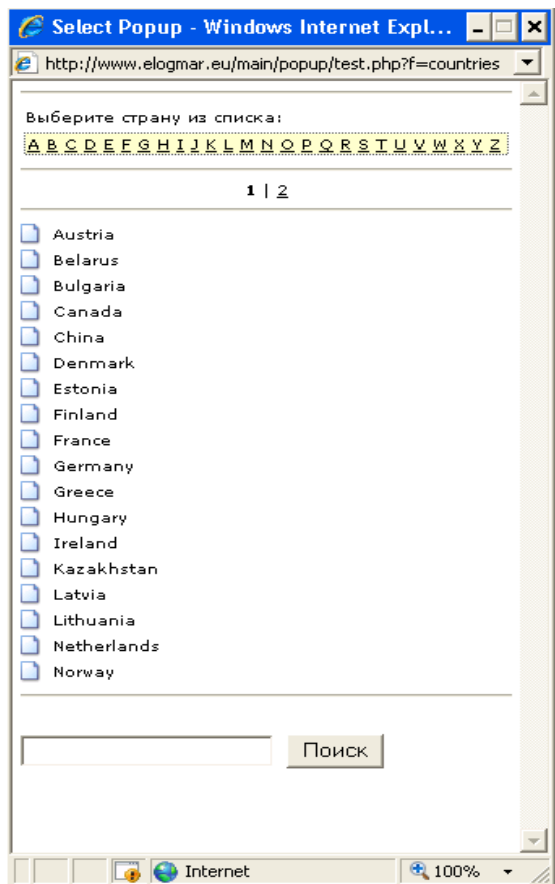 Select Popup - Windows Internet Expl...
http://www.elogmar.eu/main/popup/test.php?f=countries
Выберите страну из списка:
A B C D E F G H I J K L M N O P Q R S T U V W X Y Z
1 | 2
Austria
Belarus
Bulgaria
Canada
China
Denmark
Estonia
Finland
France
Germany
Greece
Hungary
Ireland
Kazakhstan
Latvia
Lithuania
Netherlands
Norway
Поиск
Internet 100%